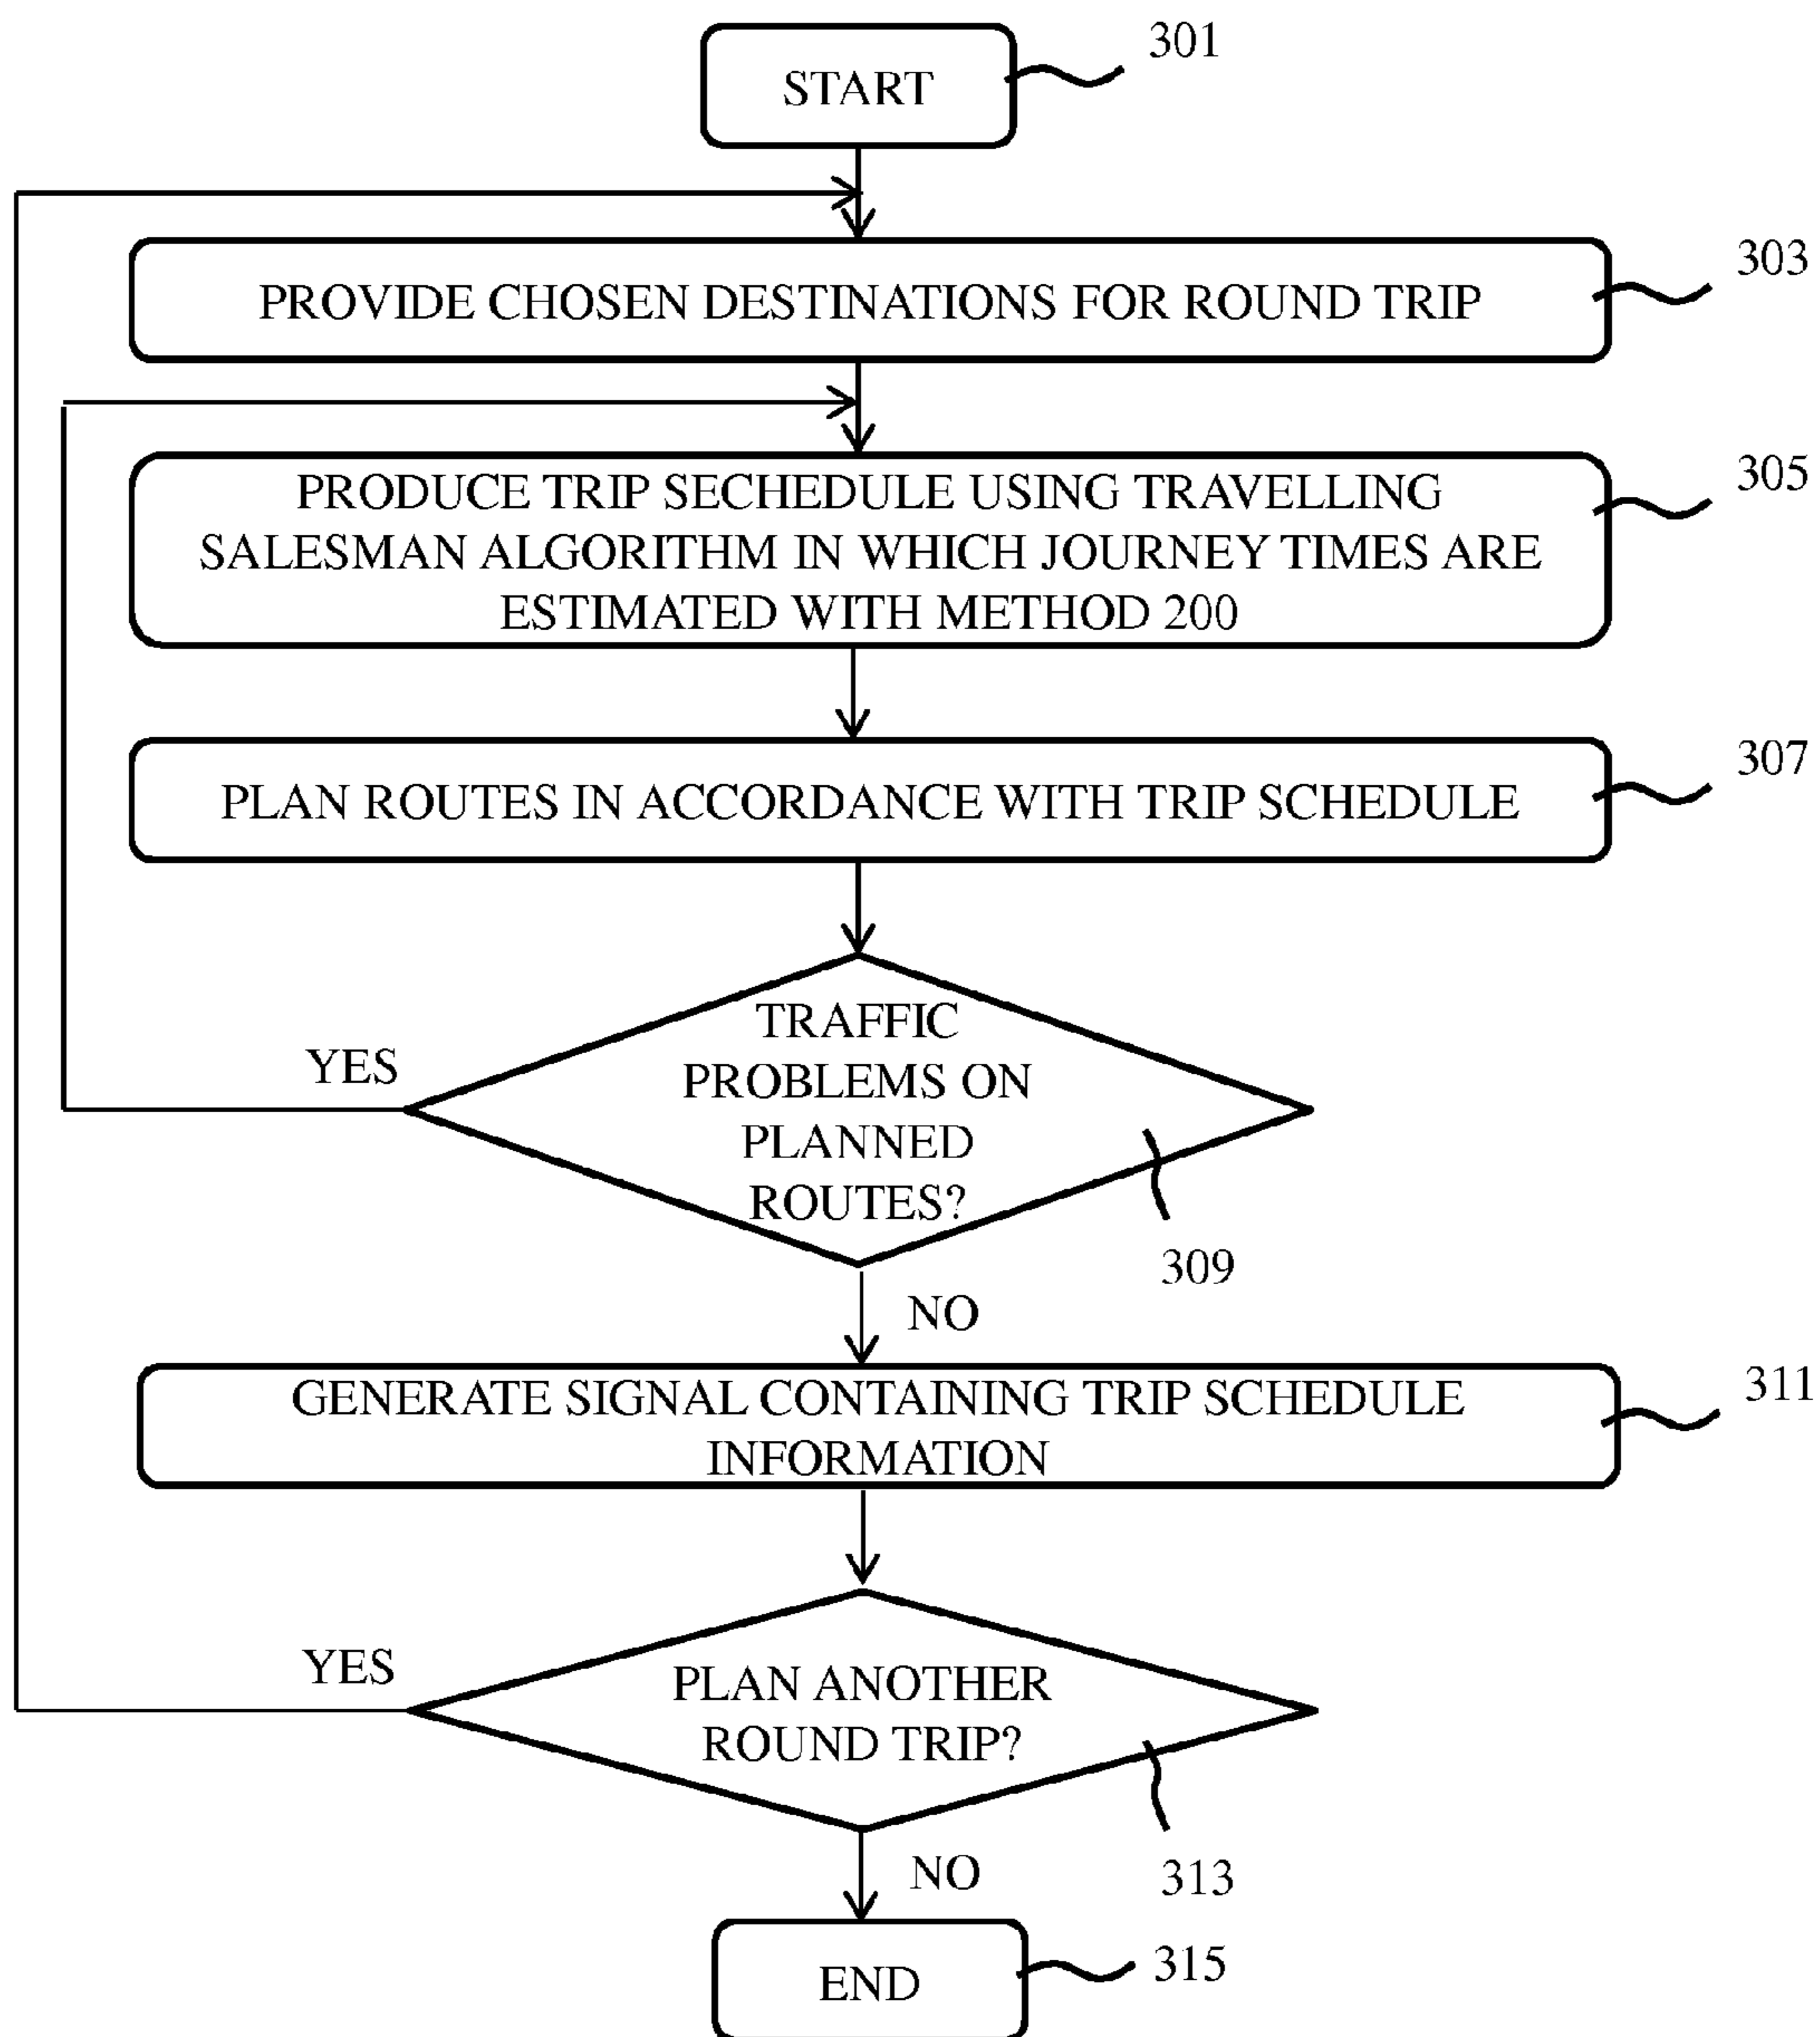 START
301
PROVIDE CHOSEN DESTINATIONS FOR ROUND TRIP
303
PRODUCE TRIP SECHEDULE USING TRAVELLING
SALESMAN ALGORITHM IN WHICH JOURNEY TIMES ARE
ESTIMATED WITH METHOD 200
305
PLAN ROUTES IN ACCORDANCE WITH TRIP SCHEDULE
307
TRAFFIC
PROBLEMS ON
PLANNED
ROUTES?
YES
309
NO
GENERATE SIGNAL CONTAINING TRIP SCHEDULE
INFORMATION
311
YES
PLAN ANOTHER
ROUND TRIP?
313
NO
END
315